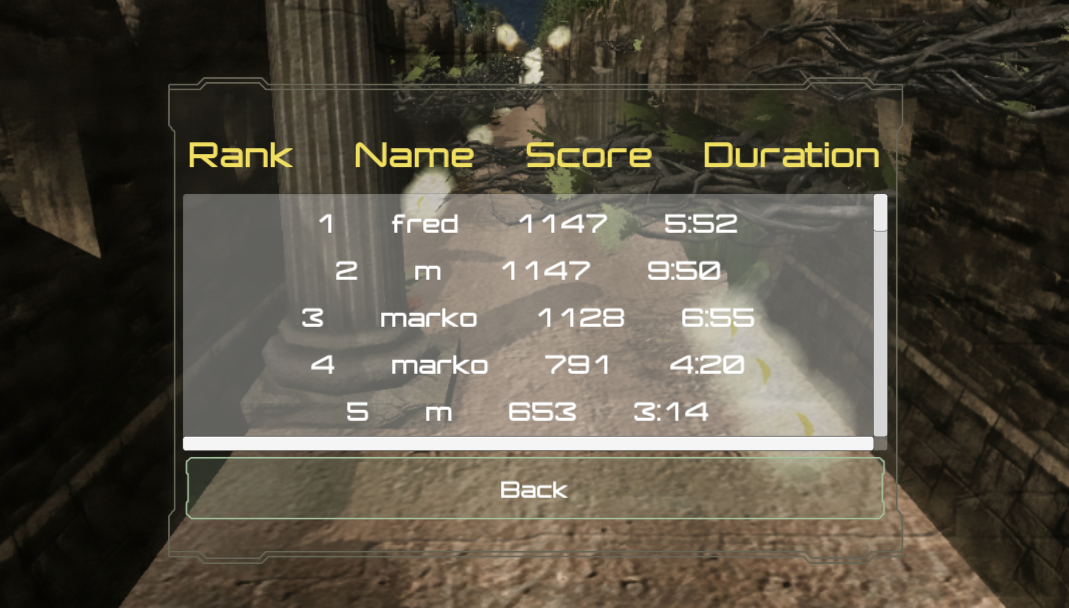 Rank Name Score Duration
1 fred 1147 5:52
2 m 1147 9:50
3 marko 1128 6:55
4 marko 791 4:20
5 m 653 3:14
Back